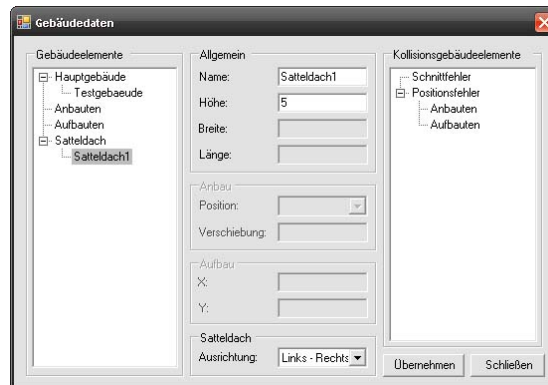 Gebäudedaten
Gebäudeelemente
Hauptgebäude
Testgebaeude
Anbauten
Aufbauten
Satteldach
Satteldach1
Allgemein
Name: Satteldach1
Höhe: 5
Breite:
Länge:
Anbau
Position:
Verschiebung:
Aufbau
X:
Y:
Satteldach
Ausrichtung: Links - Rechts
Kollisionsgebäudeelemente
Schnittfehler
Positionsfehler
Anbauten
Aufbauten
Übernehmen
Schließen